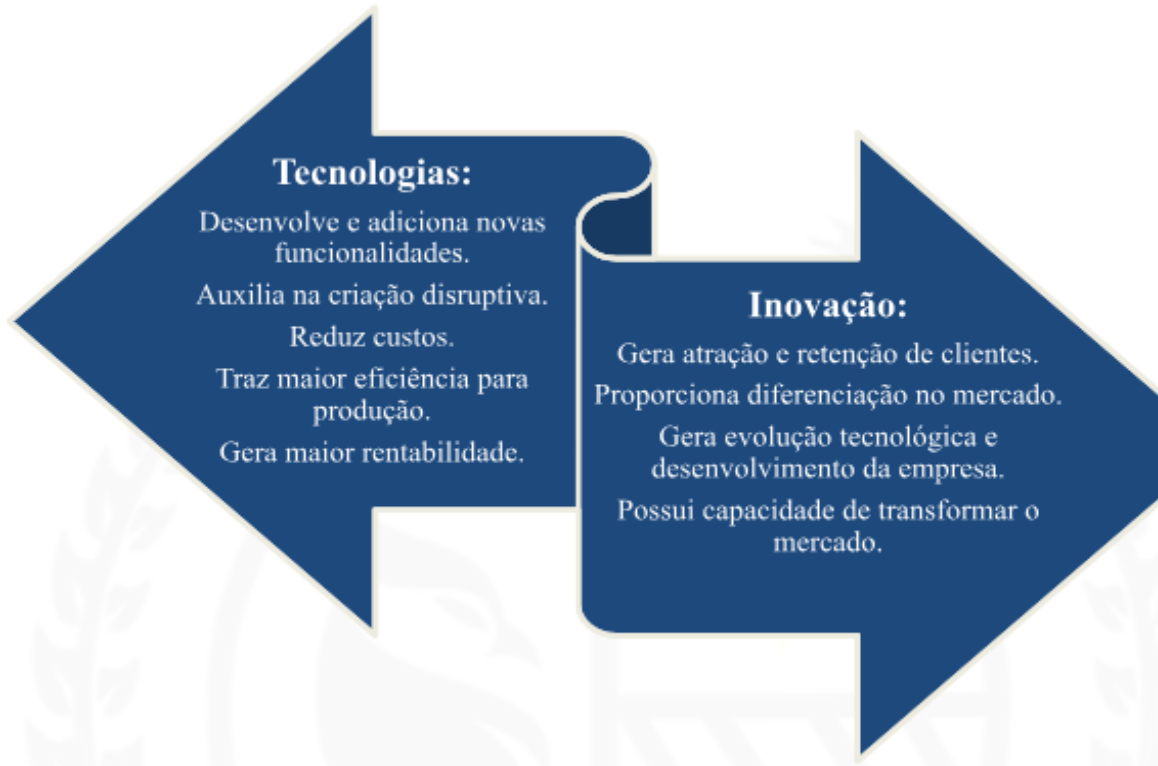 Tecnologias:
Desenvolve e adiciona novas
funcionalidades.
Auxilia na criação disruptiva.
Reduz custos.
Traz maior eficiência para
produção.
Gera maior rentabilidade.
Inovação:
Gera atração e retenção de clientes.
Proporciona diferenciação no mercado.
Gera evolução tecnológica e
desenvolvimento da empresa.
Possui capacidade de transformar o
mercado.